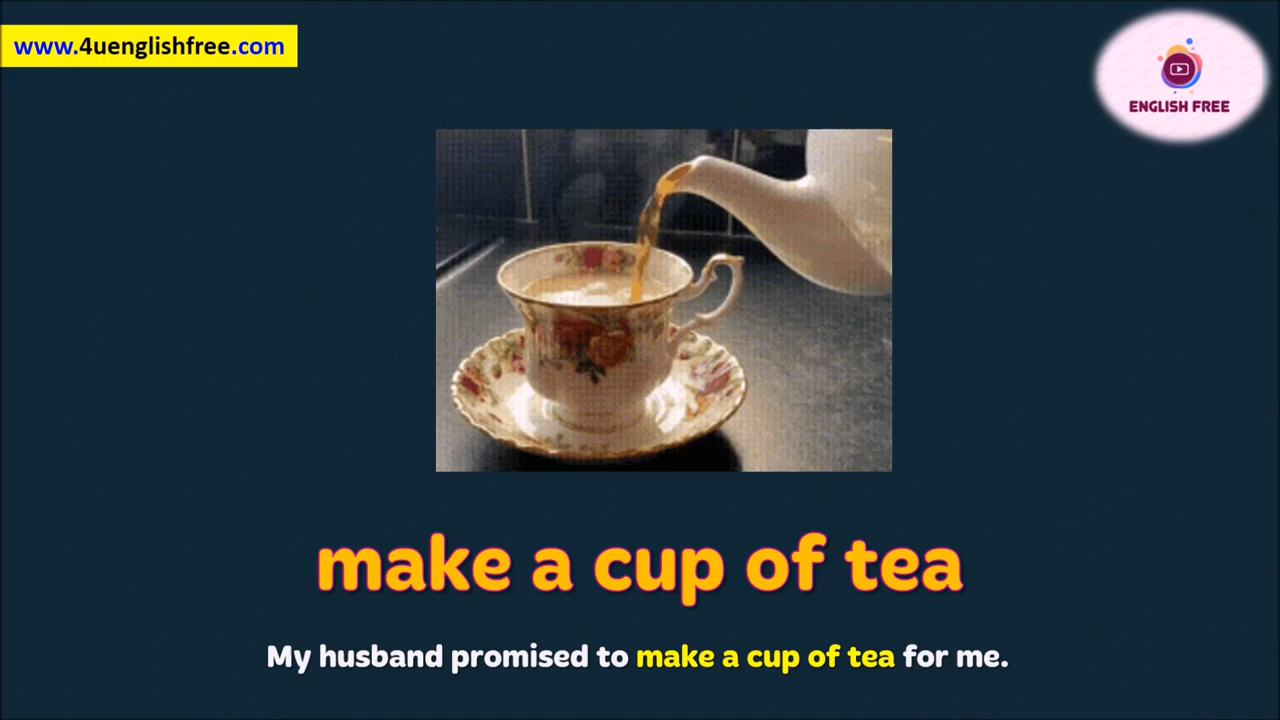 www.4uenglishfree.com
ENGLISH FREE
make a cup of tea
My husband promised to make a cup of tea for me.